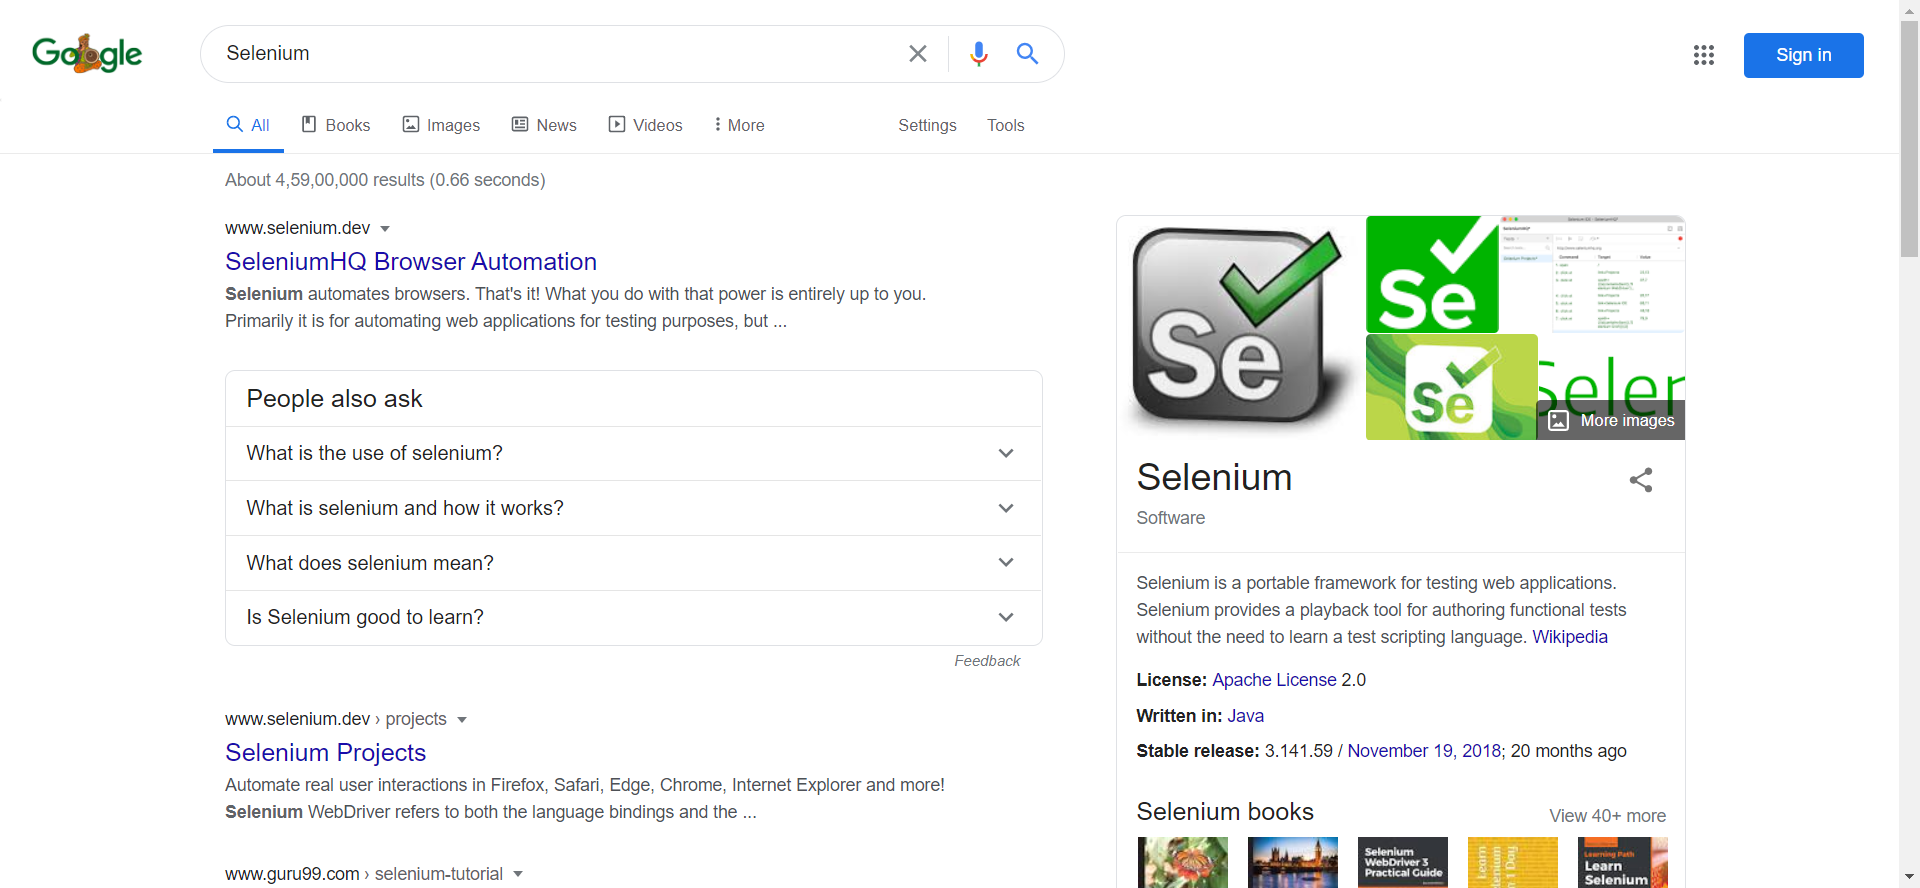 Google
Selenium
Sign in
All
Books
Images
News
Videos
More
Settings
Tools
About 4,59,00,000 results (0.66 seconds)
www.selenium.dev
SeleniumHQ Browser Automation
Selenium automates browsers. That's it! What you do with that power is entirely up to you.
Primarily it is for automating web applications for testing purposes, but ...
People also ask
What is the use of selenium?
What is selenium and how it works?
What does selenium mean?
Is Selenium good to learn?
Feedback
www.selenium.dev › projects
Selenium Projects
Automate real user interactions in Firefox, Safari, Edge, Chrome, Internet Explorer and more!
Selenium WebDriver refers to both the language bindings and the ...
www.guru99.com › selenium-tutorial
Se
Se
Se
Selen
More images
Selenium
Software
Selenium is a portable framework for testing web applications.
Selenium provides a playback tool for authoring functional tests
without the need to learn a test scripting language. Wikipedia
License: Apache License 2.0
Written in: Java
Stable release: 3.141.59 / November 19, 2018; 20 months ago
Selenium books
View 40+ more
Selenium
WebDriver 3
Practical Guide
Learn
1 Day
Learning Path
Learn
Selenium